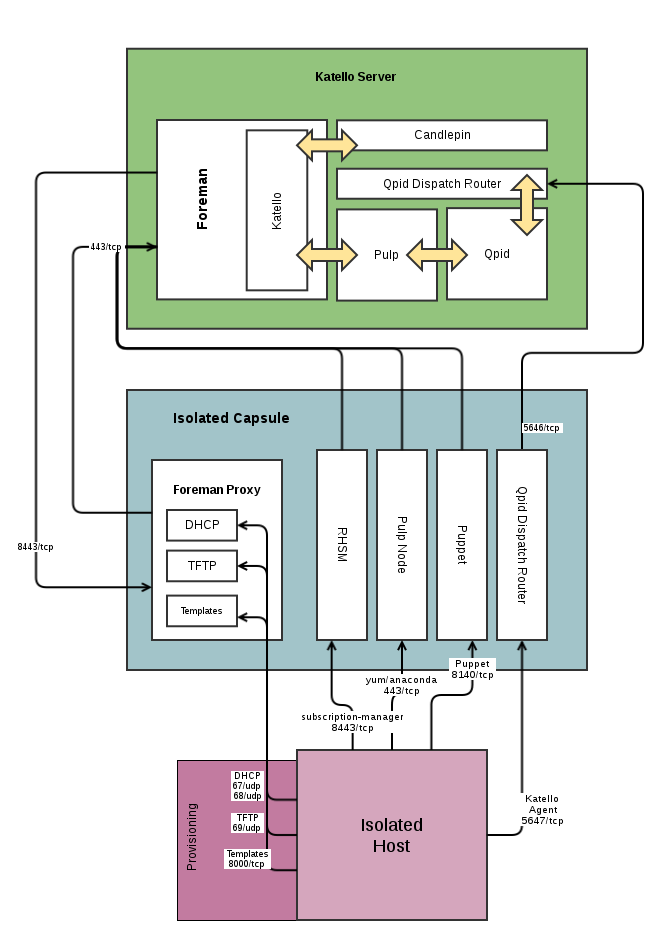 Katello Server
Foreman
Katello
Candlepin
Qpid Dispatch Router
Pulp
Qpid
443/tcp
8443/tcp
Isolated Capsule
5646/tcp
Foreman Proxy
DHCP
TFTP
Templates
RHSM
Pulp Node
Puppet
Qpid Dispatch
Router
subscription-manager
8443/tcp
yum/anaconda
443/tcp
Puppet
8140/tcp
Katello
Agent
5647/tcp
Provisioning
DHCP
67/udp
68/udp
TFTP
69/udp
Templates
8000/tcp
Isolated
Host